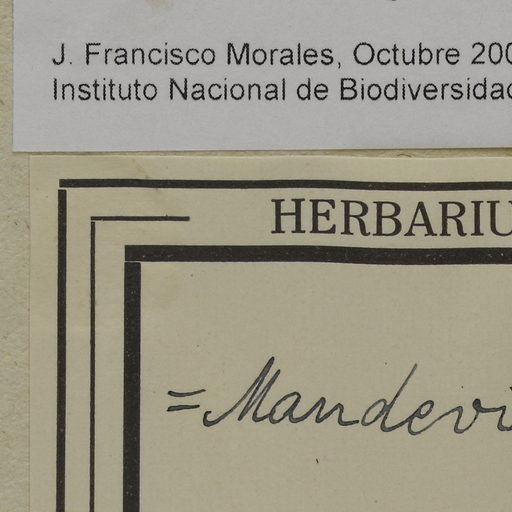 J. Francisco Morales, Octubre 200
Instituto Nacional de Biodiversidad
HERBARIU
= Mandevi